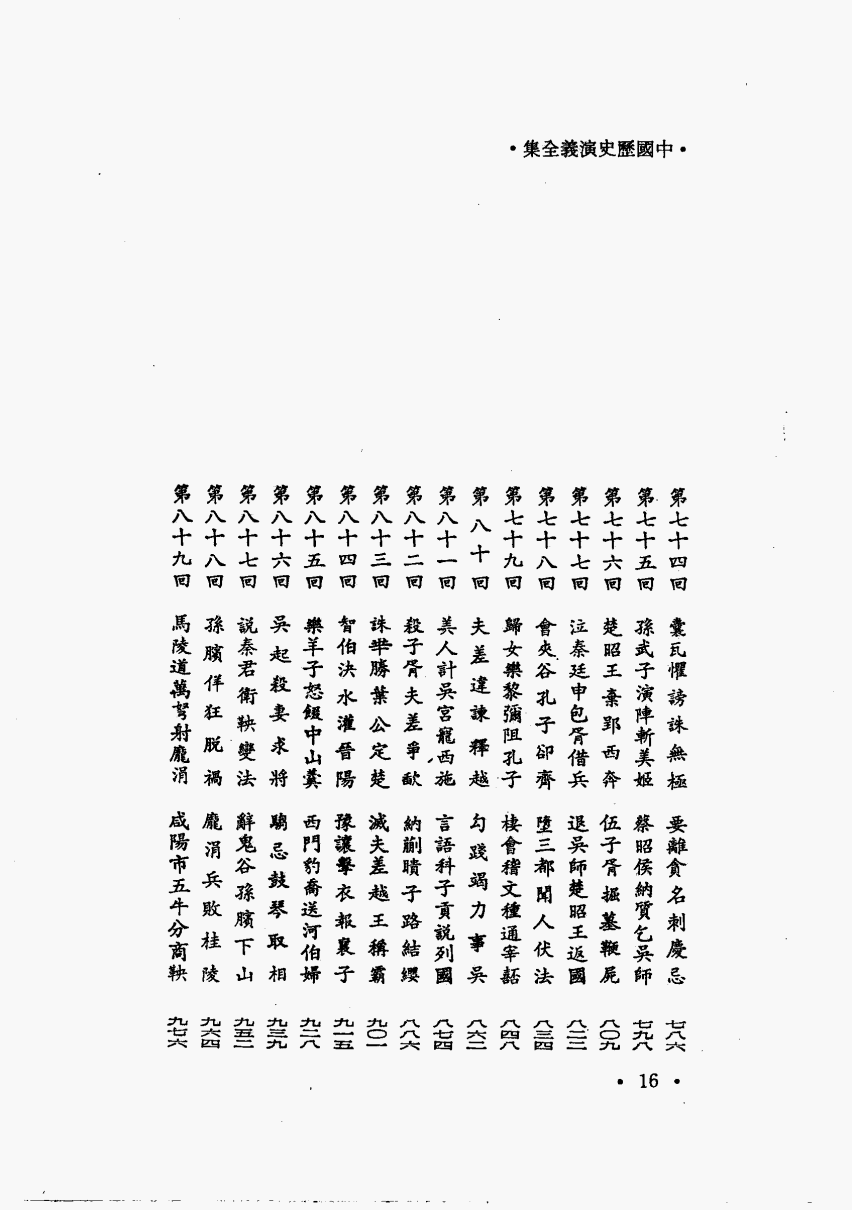 •中國歷史演義全集•
第七十四回 囊瓦懼謗誅無極 要離貪名刺慶忌 七八六
第七十五回 孫武子演陣斬美姬 蔡昭侯納質乞吳師 七九八
第七十六回 楚昭王棄郢西奔 伍子胥掘墓鞭屍 八〇九
第七十七回 泣秦廷申包胥借兵 退吳師楚昭王返國 八二二
第七十八回 會夾谷孔子卻齊 墮三都聞人伏法 八三四
第七十九回 歸女樂黎彌阻孔子 棲會稽文種通宰嚭 八四八
第八十回 夫差違諫釋越 勾踐竭力事吳 八六二
第八十一回 美人計吳宮寵西施 言語科子貢說列國 八七四
第八十二回 殺子胥夫差爭歃 納蒯聵子路結纓 八八六
第八十三回 誅羋勝葉公定楚 滅夫差越王稱霸 九〇一
第八十四回 智伯決水灌晉陽 豫讓擊衣報襄子 九一五
第八十五回 樂羊子怒餟中山羹 西門豹喬送河伯婦 九二八
第八十六回 吳起殺妻求將 騶忌鼓琴取相 九三九
第八十七回 說秦君衛鞅變法 辭鬼谷孫臏下山 九五二
第八十八回 孫臏佯狂脫禍 龐涓兵敗桂陵 九六四
第八十九回 馬陵道萬弩射龐涓 咸陽市五牛分商鞅 九七六
• 16 •